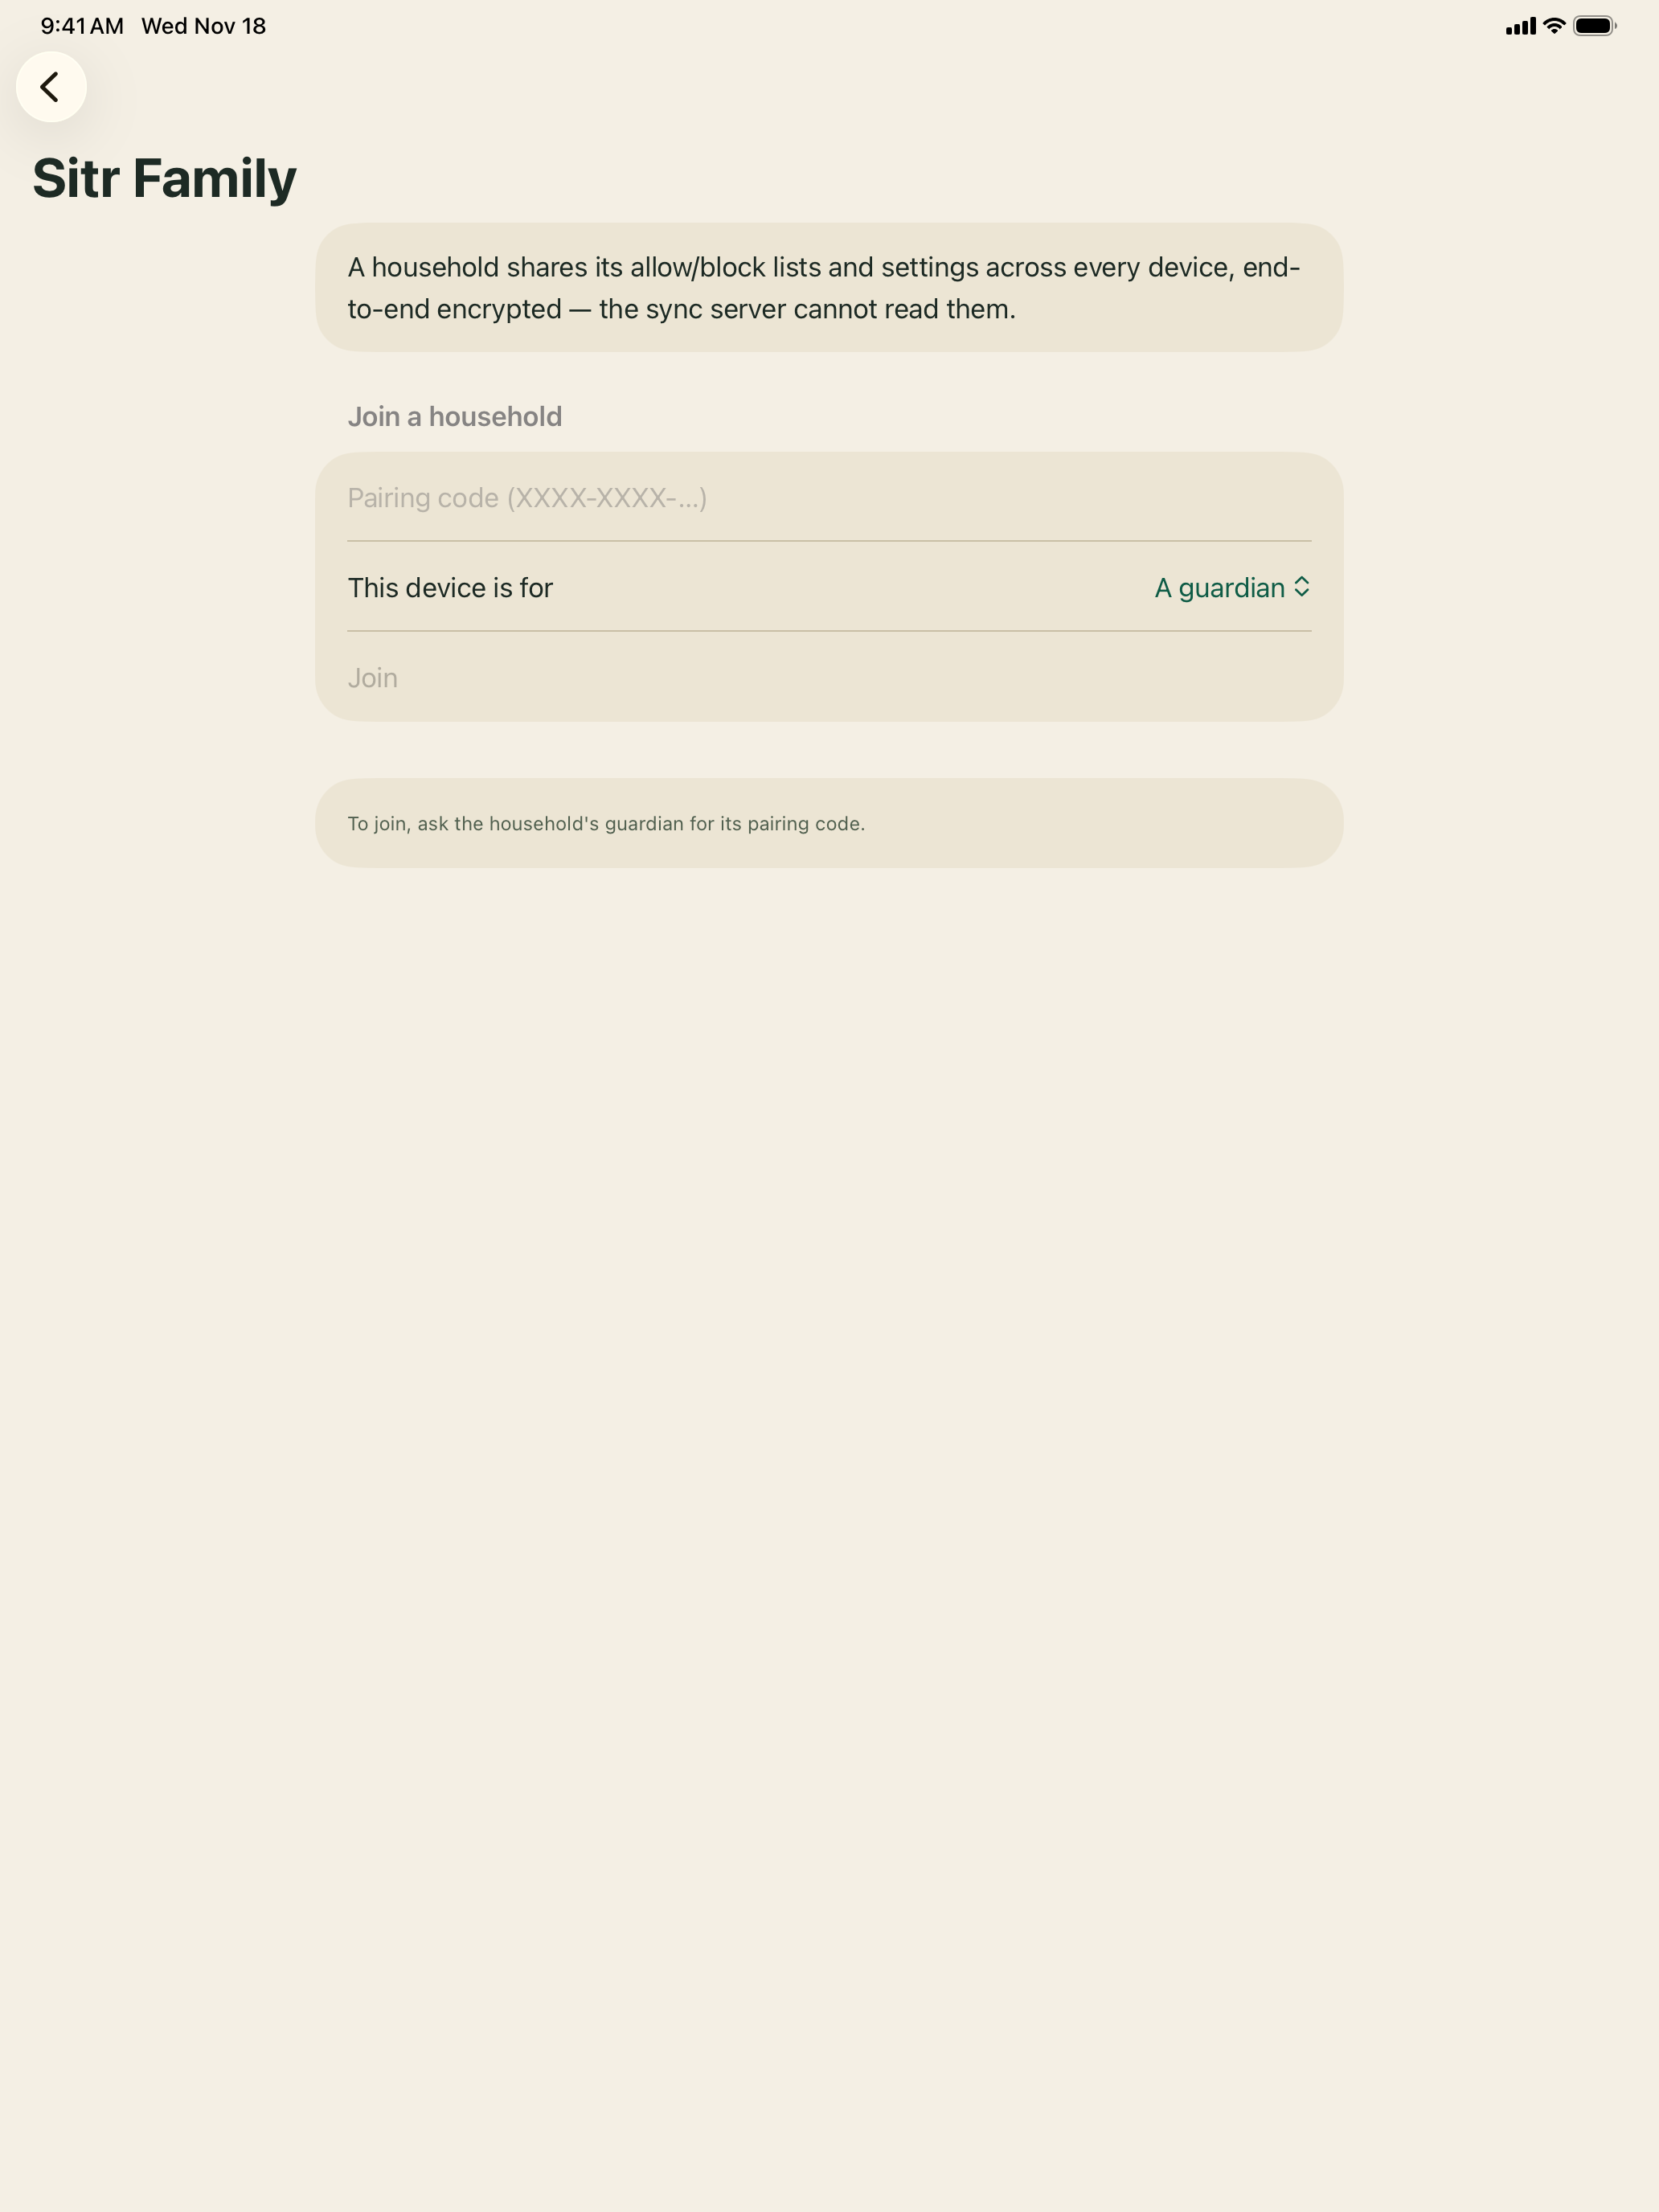 9:41 AM Wed Nov 18
Sitr Family
A household shares its allow/block lists and settings across every device, end-
to-end encrypted — the sync server cannot read them.
Join a household
Pairing code (XXXX-XXXX-...)
This device is for A guardian
Join
To join, ask the household's guardian for its pairing code.